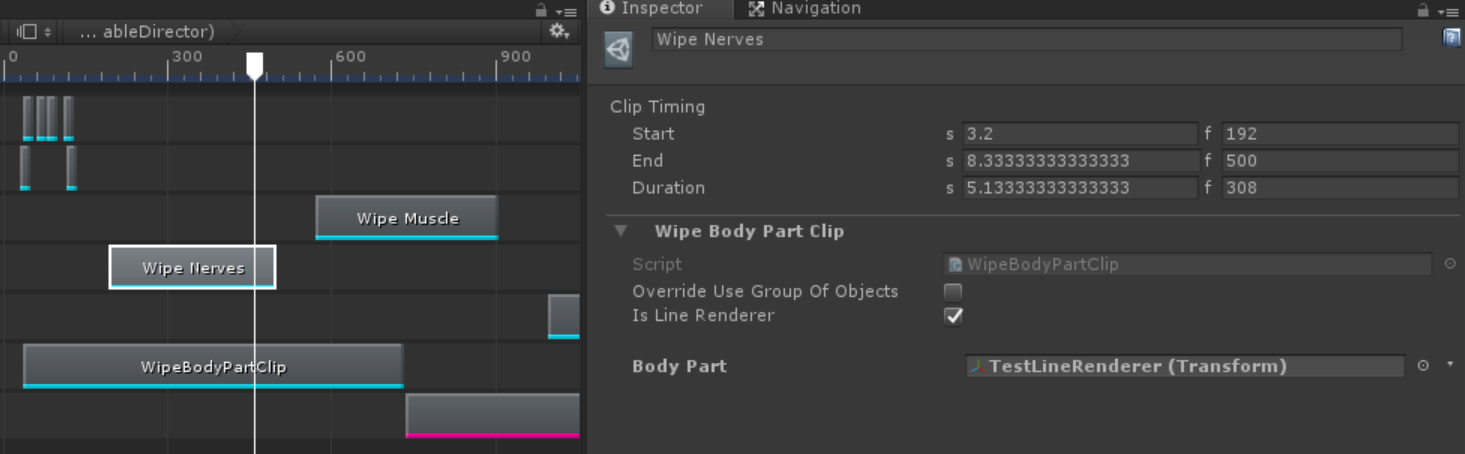 Inspector Navigation
... ableDirector)
0 300 600 900
Wipe Nerves
Clip Timing
Start s 3.2 f 192
End s 8.33333333333333 f 500
Duration s 5.13333333333333 f 308
Wipe Muscle
Wipe Nerves
WipeBodyPartClip
Wipe Body Part Clip
Script WipeBodyPartClip
Override Use Group Of Objects
Is Line Renderer
Body Part TestLineRenderer (Transform)